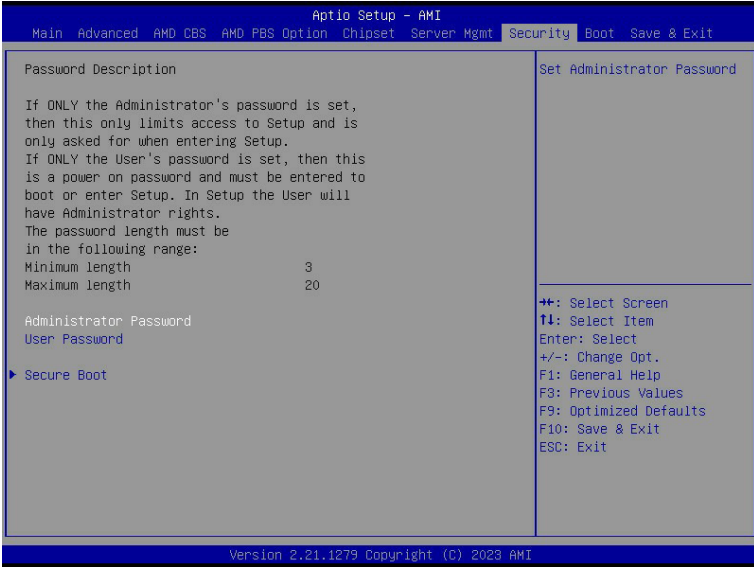 Aptio Setup - AMI
Main Advanced AMD CBS AMD PBS Option Chipset Server Mgmt Security Boot Save & Exit
Password Description
If ONLY the Administrator's password is set,
then this only limits access to Setup and is
only asked for when entering Setup.
If ONLY the User's password is set, then this
is a power on password and must be entered to
boot or enter Setup. In Setup the User will
have Administrator rights.
The password length must be
in the following range:
Minimum length 3
Maximum length 20
Administrator Password
User Password
Secure Boot
Set Administrator Password
→←: Select Screen
↑↓: Select Item
Enter: Select
+/-: Change Opt.
F1: General Help
F3: Previous Values
F9: Optimized Defaults
F10: Save & Exit
ESC: Exit
Version 2.21.1279 Copyright (C) 2023 AMI